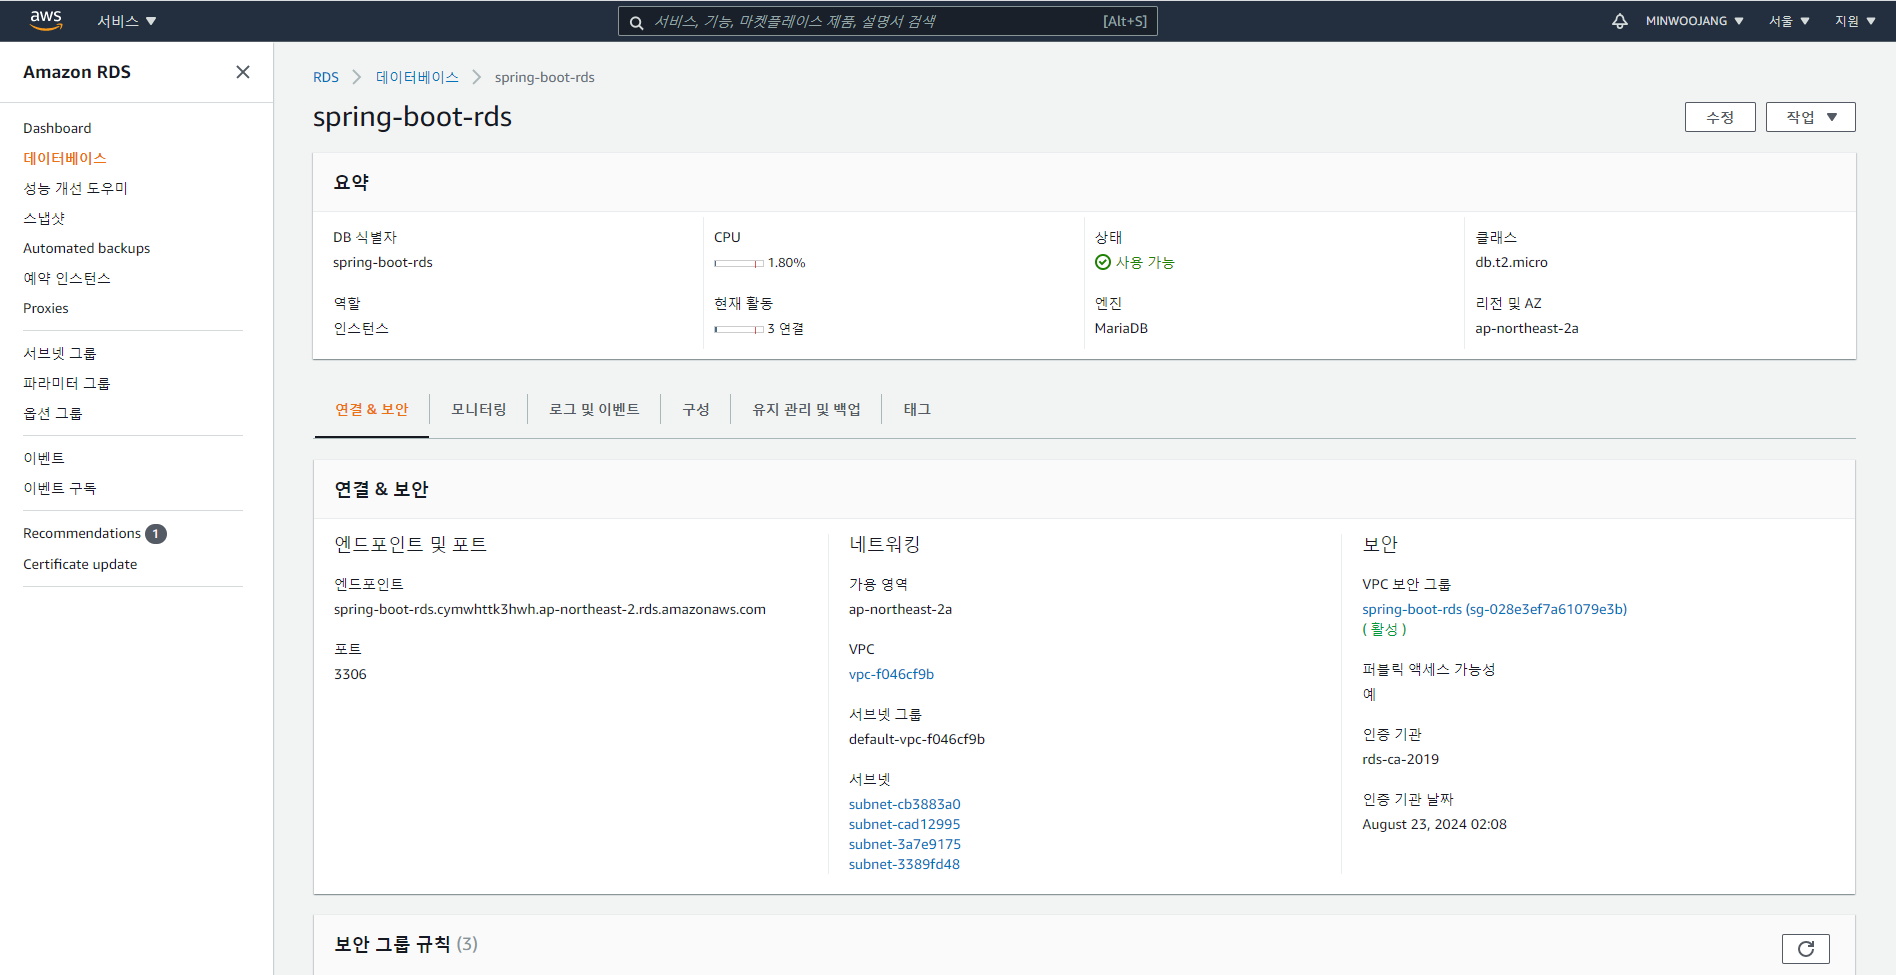 aws 서비스 서비스, 기능, 마켓플레이스 제품, 설명서 검색 [Alt+S] MINWOOJANG 서울 지원
Amazon RDS
Dashboard
데이터베이스
성능 개선 도우미
스냅샷
Automated backups
예약 인스턴스
Proxies
서브넷 그룹
파라미터 그룹
옵션 그룹
이벤트
이벤트 구독
Recommendations 1
Certificate update
RDS 데이터베이스 spring-boot-rds
spring-boot-rds
수정 작업
요약
DB 식별자
spring-boot-rds
역할
인스턴스
CPU
1.80%
현재 활동
3 연결
상태
사용 가능
엔진
MariaDB
클래스
db.t2.micro
리전 및 AZ
ap-northeast-2a
연결 & 보안 모니터링 로그 및 이벤트 구성 유지 관리 및 백업 태그
연결 & 보안
엔드포인트 및 포트
엔드포인트
spring-boot-rds.cymwhttk3hwh.ap-northeast-2.rds.amazonaws.com
포트
3306
네트워킹
가용 영역
ap-northeast-2a
VPC
vpc-f046cf9b
서브넷 그룹
default-vpc-f046cf9b
서브넷
subnet-cb3883a0
subnet-cad12995
subnet-3a7e9175
subnet-3389fd48
보안
VPC 보안 그룹
spring-boot-rds (sg-028e3ef7a61079e3b)
( 활성 )
퍼블릭 액세스 가능성
예
인증 기관
rds-ca-2019
인증 기관 날짜
August 23, 2024 02:08
보안 그룹 규칙 (3)